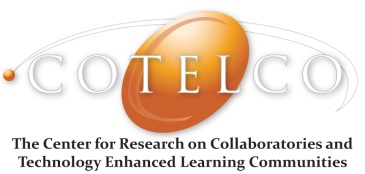 COTELCO
The Center for Research on Collaboratories and
Technology Enhanced Learning Communities